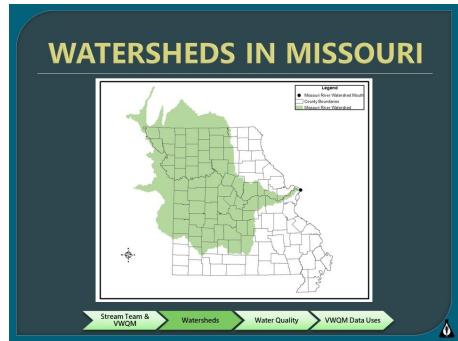 WATERSHEDS IN MISSOURI
Legend
Missouri River Watershed Mouth
County Boundaries
Missouri River Watershed
Stream Team &
VWQM
Watersheds
Water Quality
VWQM Data Uses